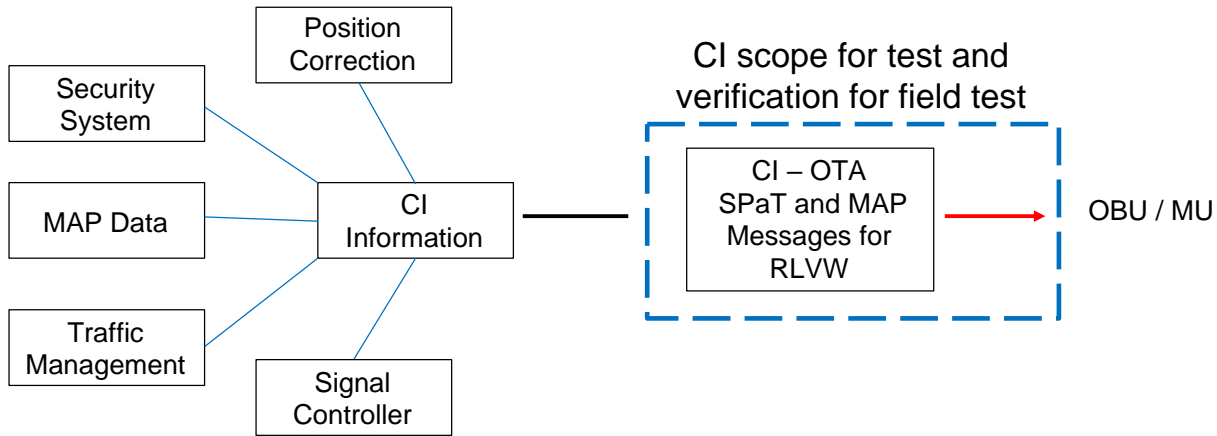 Position
Correction
Security
System
MAP Data
Traffic
Management
Signal
Controller
CI
Information
CI scope for test and
verification for field test
CI – OTA
SPaT and MAP
Messages for
RLVW
OBU / MU